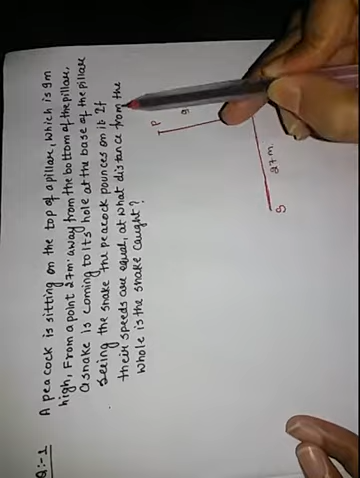 Q:-1 A peacock is sitting on the top of a pillar, which is 9m
high, From a point 27m. away from the bottom of the pillar,
a snake is coming to its' hole at the base of the pillar
seeing the snake the peacock pounces on it. If
their speeds are equal, at what distance from the
whole is the snake caught?
P
9
27m.
S